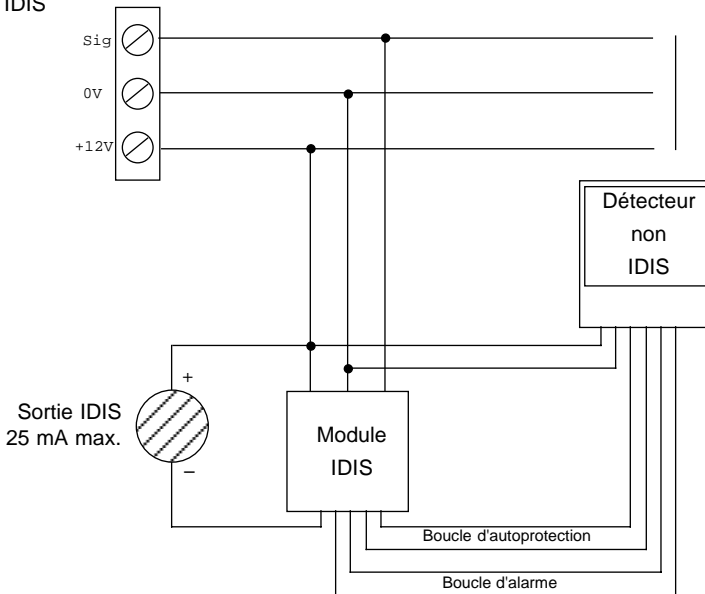 IDIS
Sig
0V
+12V
Détecteur
non
IDIS
+
Sortie IDIS
25 mA max.
–
Module
IDIS
Boucle d'autoprotection
Boucle d'alarme